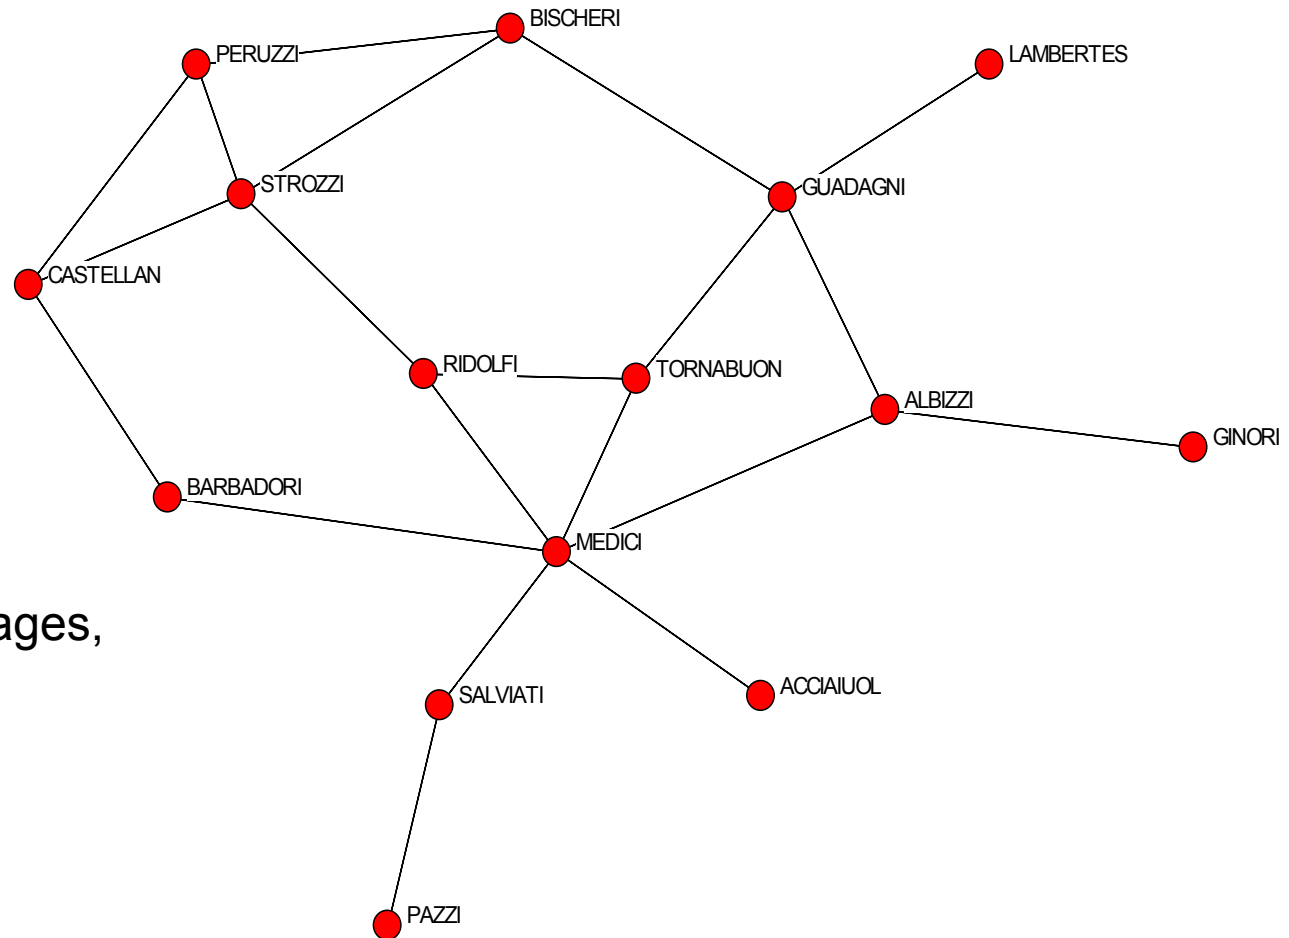 BISCHERI
PERUZZI
LAMBERTES
STROZZI
GUADAGNI
CASTELLAN
RIDOLFI
TORNABUON
ALBIZZI
GINORI
BARBADORI
MEDICI
ages,
SALVIATI
ACCIAIUOL
PAZZI